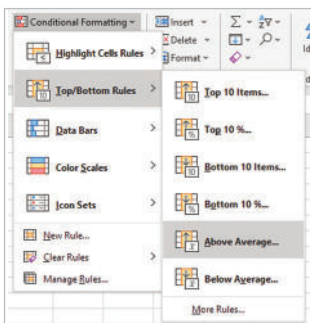 Conditional Formatting
Insert
Delete
Format
Highlight Cells Rules
Top/Bottom Rules
Data Bars
Color Scales
Icon Sets
New Rule...
Clear Rules
Manage Rules...
10
Top 10 Items...
Top 10 %...
Bottom 10 Items...
Bottom 10 %...
Above Average...
Below Average...
More Rules...